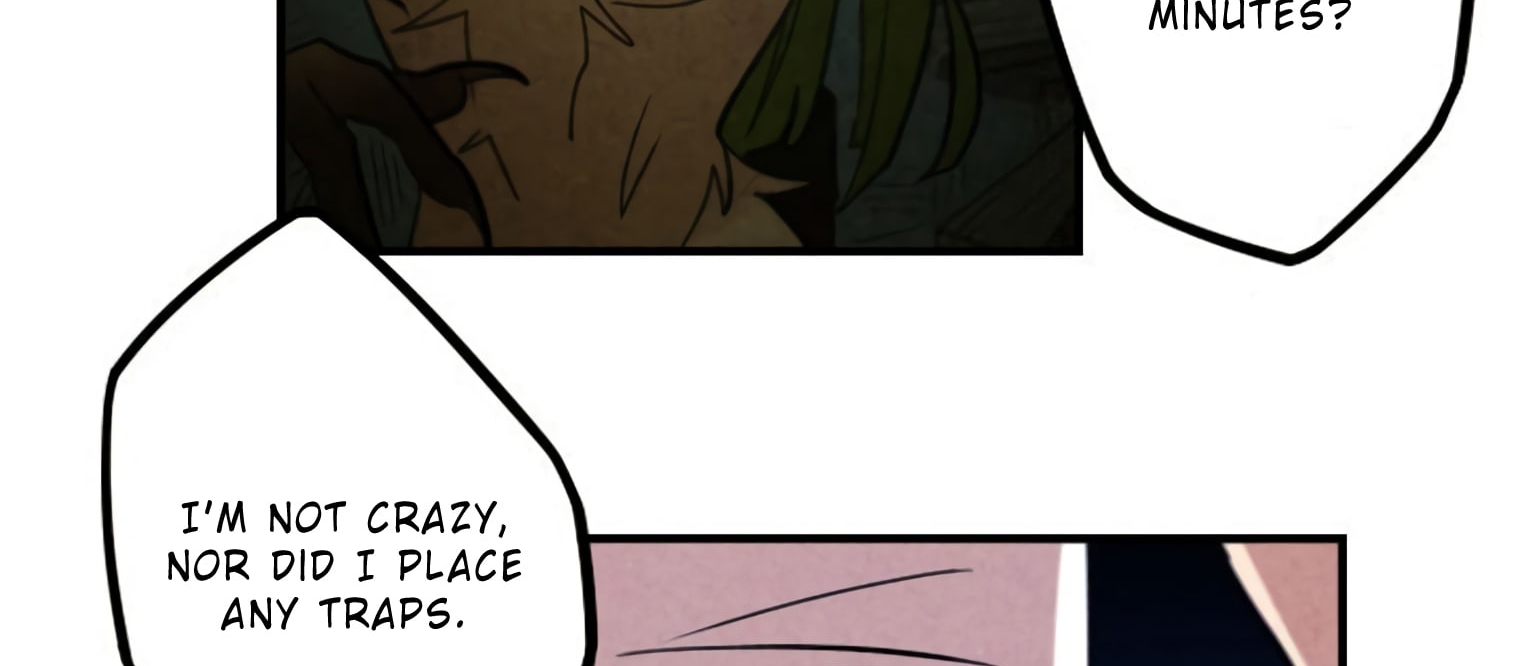 MINUTES?
I'M NOT CRAZY,
NOR DID I PLACE
ANY TRAPS.